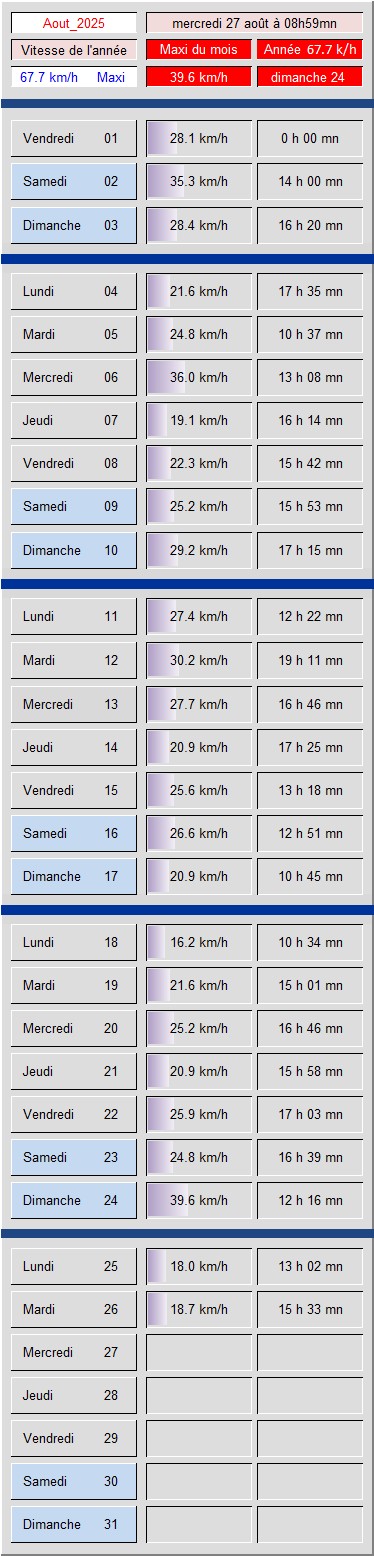 Aout_2025 mercredi 27 août à 08h59mn
Vitesse de l'année Maxi du mois Année 67.7 k/h
67.7 km/h Maxi 39.6 km/h dimanche 24
Vendredi 01 28.1 km/h 0 h 00 mn
Samedi 02 35.3 km/h 14 h 00 mn
Dimanche 03 28.4 km/h 16 h 20 mn
Lundi 04 21.6 km/h 17 h 35 mn
Mardi 05 24.8 km/h 10 h 37 mn
Mercredi 06 36.0 km/h 13 h 08 mn
Jeudi 07 19.1 km/h 16 h 14 mn
Vendredi 08 22.3 km/h 15 h 42 mn
Samedi 09 25.2 km/h 15 h 53 mn
Dimanche 10 29.2 km/h 17 h 15 mn
Lundi 11 27.4 km/h 12 h 22 mn
Mardi 12 30.2 km/h 19 h 11 mn
Mercredi 13 27.7 km/h 16 h 46 mn
Jeudi 14 20.9 km/h 17 h 25 mn
Vendredi 15 25.6 km/h 13 h 18 mn
Samedi 16 26.6 km/h 12 h 51 mn
Dimanche 17 20.9 km/h 10 h 45 mn
Lundi 18 16.2 km/h 10 h 34 mn
Mardi 19 21.6 km/h 15 h 01 mn
Mercredi 20 25.2 km/h 16 h 46 mn
Jeudi 21 20.9 km/h 15 h 58 mn
Vendredi 22 25.9 km/h 17 h 03 mn
Samedi 23 24.8 km/h 16 h 39 mn
Dimanche 24 39.6 km/h 12 h 16 mn
Lundi 25 18.0 km/h 13 h 02 mn
Mardi 26 18.7 km/h 15 h 33 mn
Mercredi 27
Jeudi 28
Vendredi 29
Samedi 30
Dimanche 31